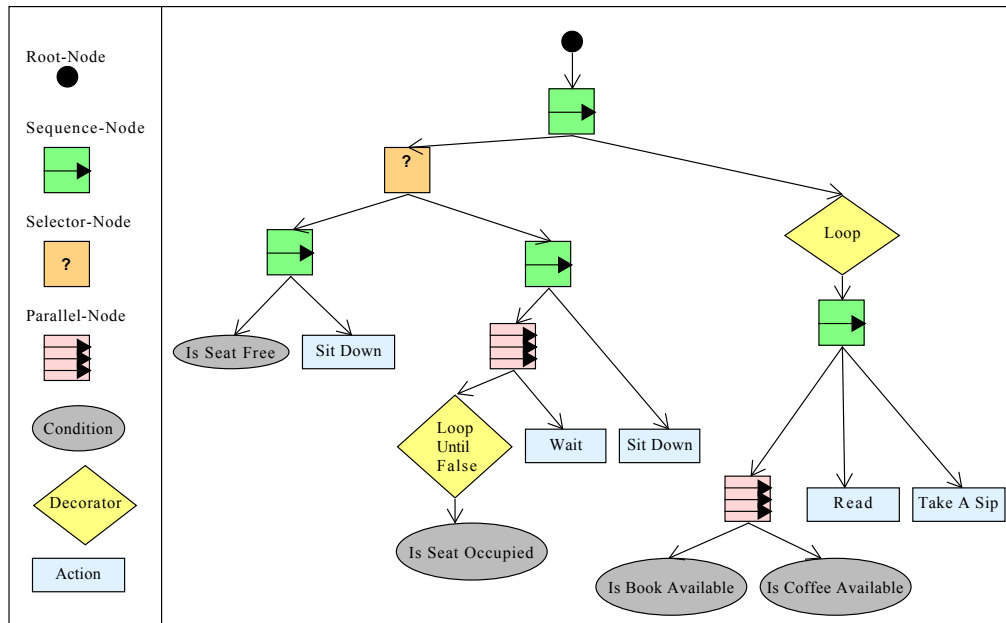 Root-Node
Sequence-Node
Selector-Node
?
Parallel-Node
Condition
Decorator
Action
?
Loop
Is Seat Free
Sit Down
Loop
Until
False
Wait
Sit Down
Is Seat Occupied
Read
Take A Sip
Is Book Available
Is Coffee Available